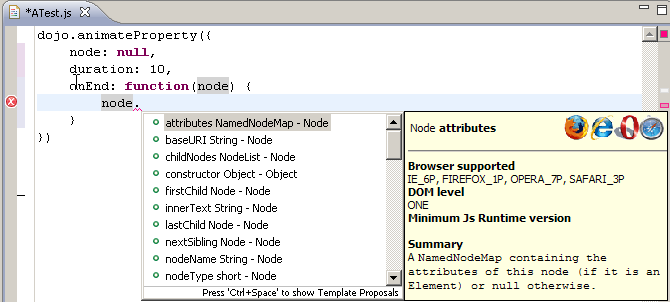 *ATest.js
dojo.animateProperty({
node: null,
duration: 10,
onEnd: function(node) {
node.
}
})
attributes NamedNodeMap - Node
baseURI String - Node
childNodes NodeList - Node
constructor Object - Object
firstChild Node - Node
innerText String - Node
lastChild Node - Node
nextSibling Node - Node
nodeName String - Node
nodeType short - Node
Press 'Ctrl+Space' to show Template Proposals
Node attributes
Browser supported
IE_6P, FIREFOX_1P, OPERA_7P, SAFARI_3P
DOM level
ONE
Minimum Js Runtime version
Summary
A NamedNodeMap containing the
attributes of this node (if it is an
Element) or null otherwise.